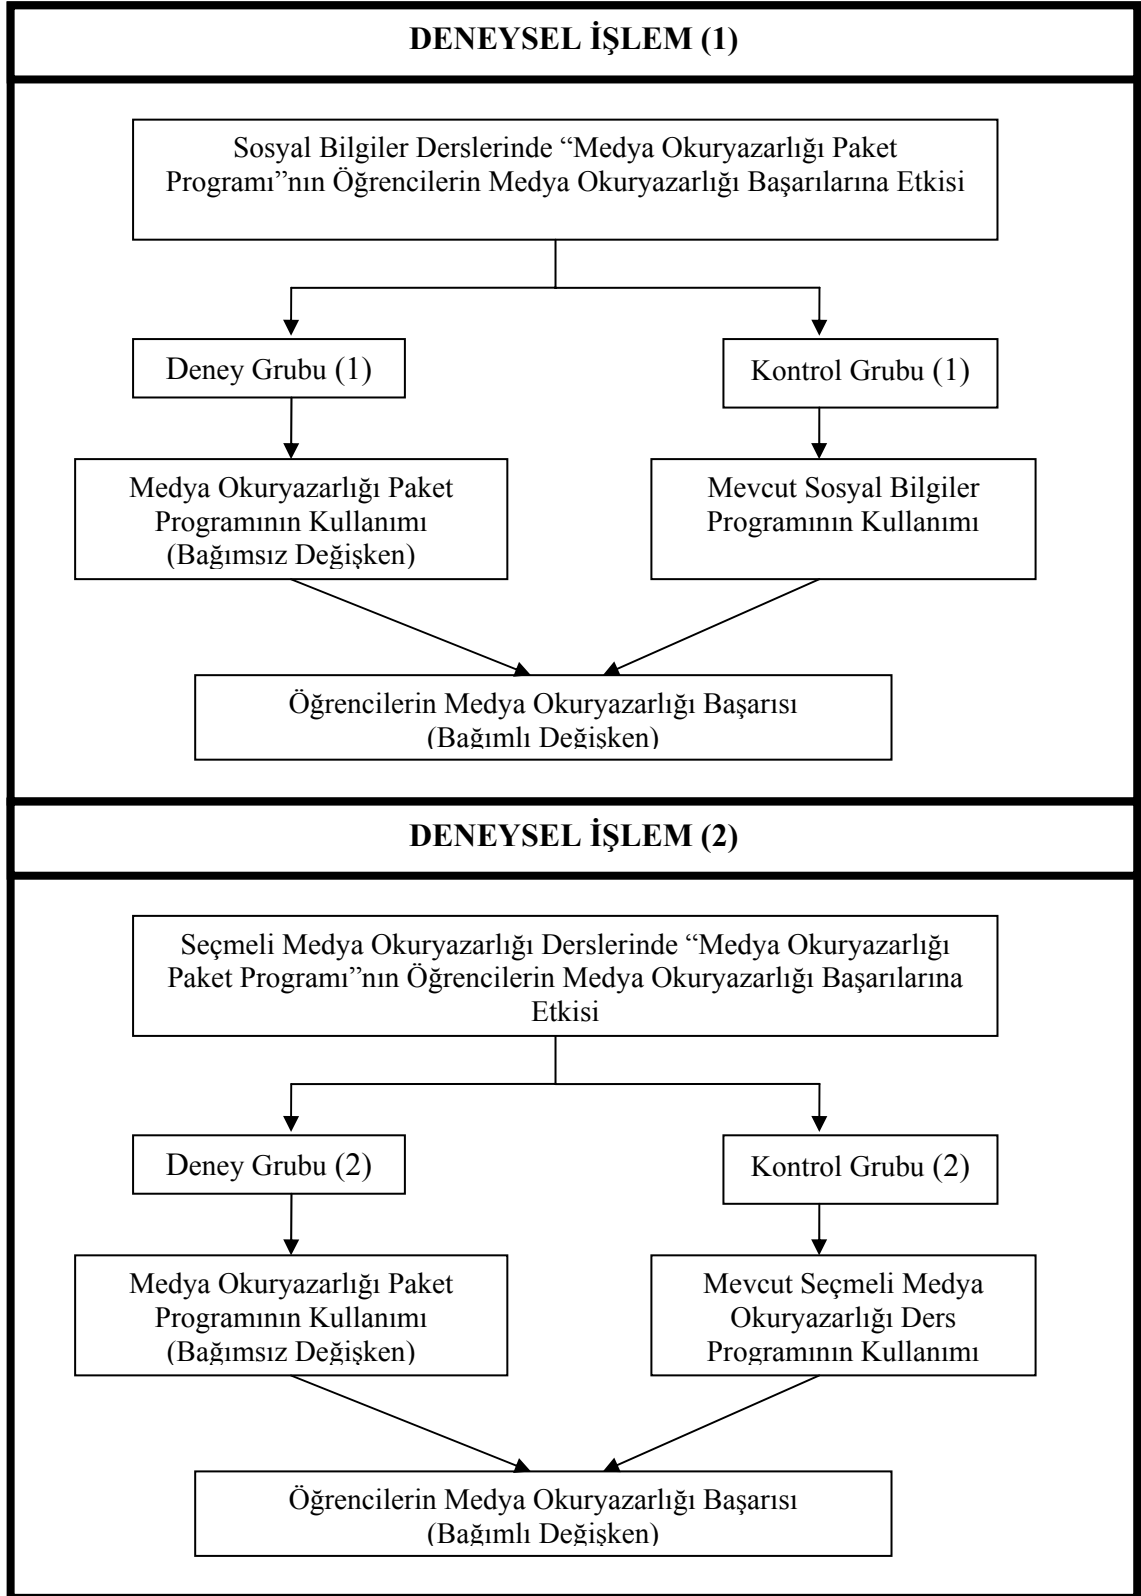 DENEYSEL İŞLEM (1)
Sosyal Bilgiler Derslerinde “Medya Okuryazarlığı Paket
Programı”nın Öğrencilerin Medya Okuryazarlığı Başarılarına Etkisi
Deney Grubu (1)
Kontrol Grubu (1)
Medya Okuryazarlığı Paket
Programının Kullanımı
(Bağımsız Değişken)
Mevcut Sosyal Bilgiler
Programının Kullanımı
Öğrencilerin Medya Okuryazarlığı Başarısı
(Bağımlı Değişken)
DENEYSEL İŞLEM (2)
Seçmeli Medya Okuryazarlığı Derslerinde “Medya Okuryazarlığı
Paket Programı”nın Öğrencilerin Medya Okuryazarlığı Başarılarına
Etkisi
Deney Grubu (2)
Kontrol Grubu (2)
Medya Okuryazarlığı Paket
Programının Kullanımı
(Bağımsız Değişken)
Mevcut Seçmeli Medya
Okuryazarlığı Ders
Programının Kullanımı
Öğrencilerin Medya Okuryazarlığı Başarısı
(Bağımlı Değişken)